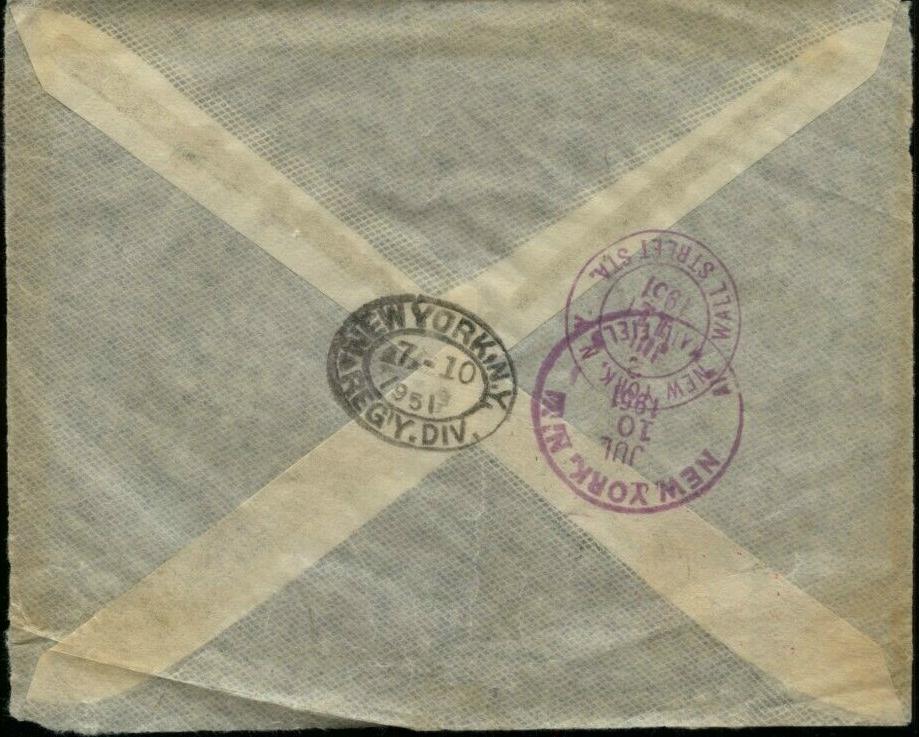 NEW YORK, N.Y.
7-10
1951
REG'Y. DIV.
WALL STREET STA.
1951
JUL
NEW YORK, N
NEW YORK, N.
JUL
10
1951